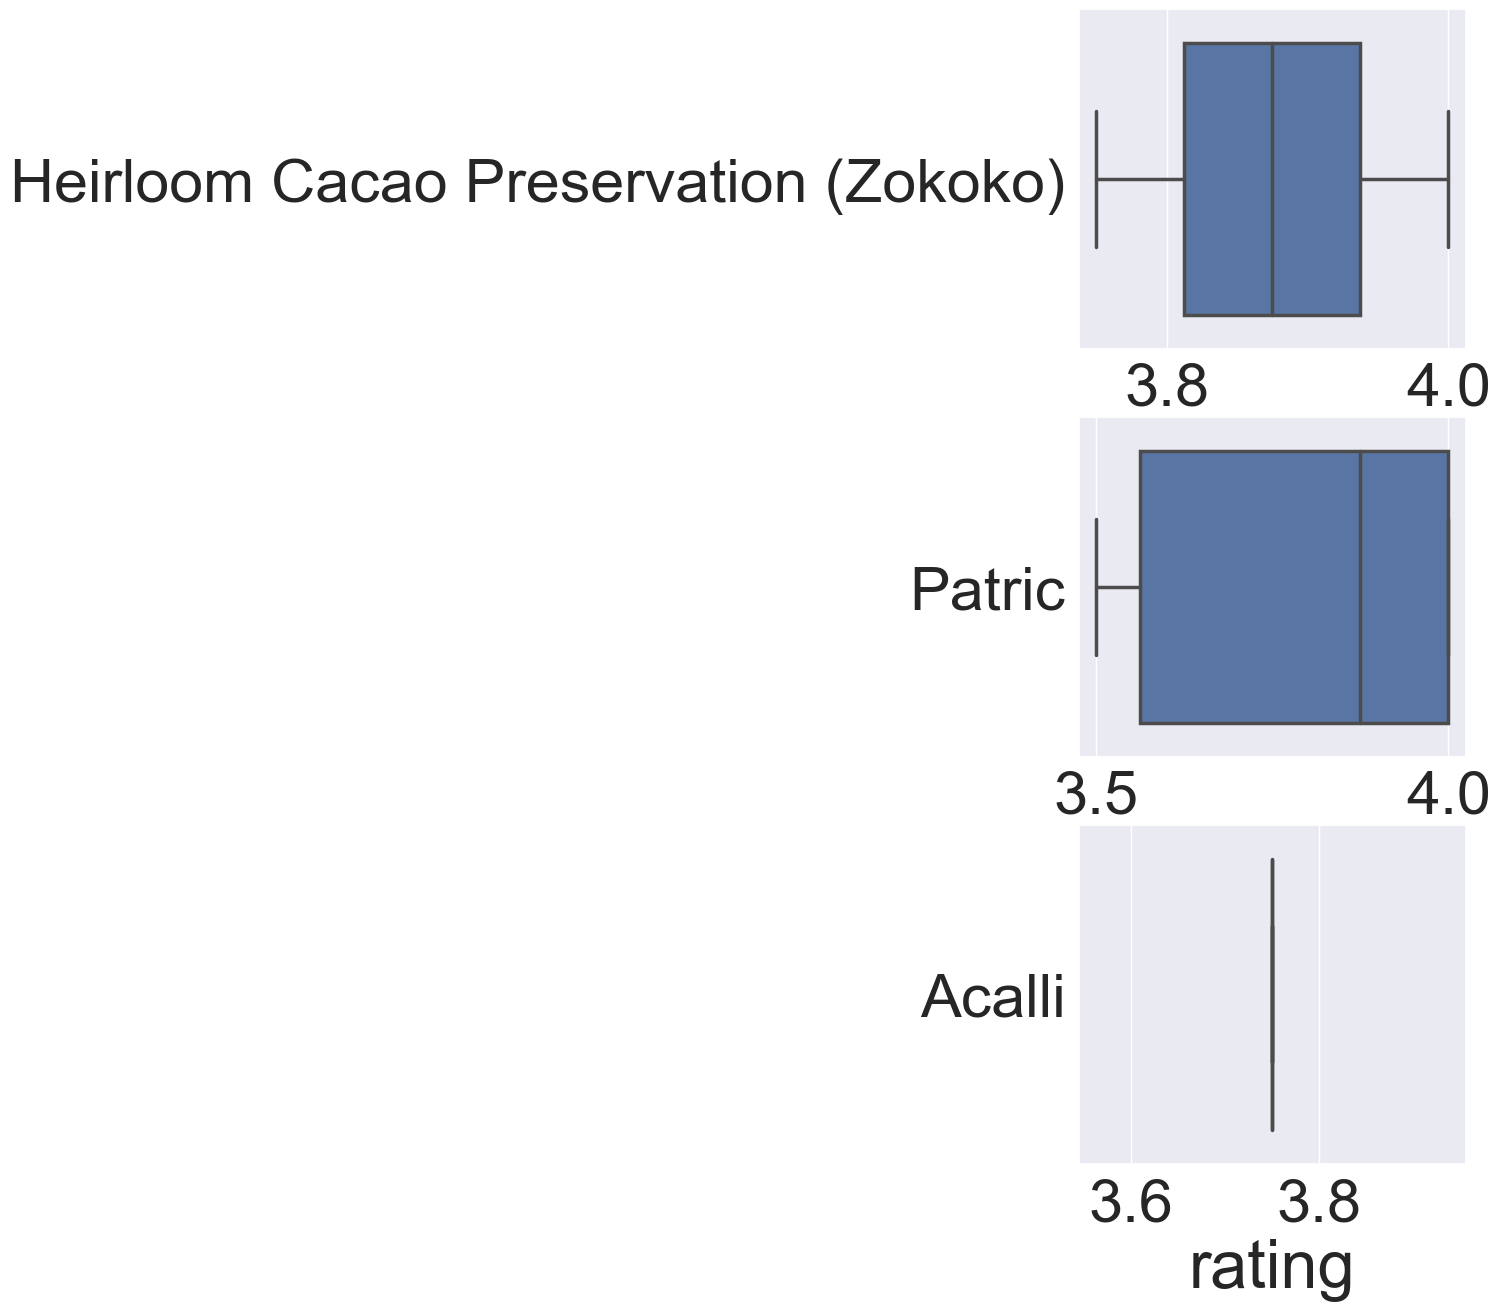 Heirloom Cacao Preservation (Zokoko)
3.8 4.0
Patric
3.5 4.0
Acalli
3.6 3.8
rating